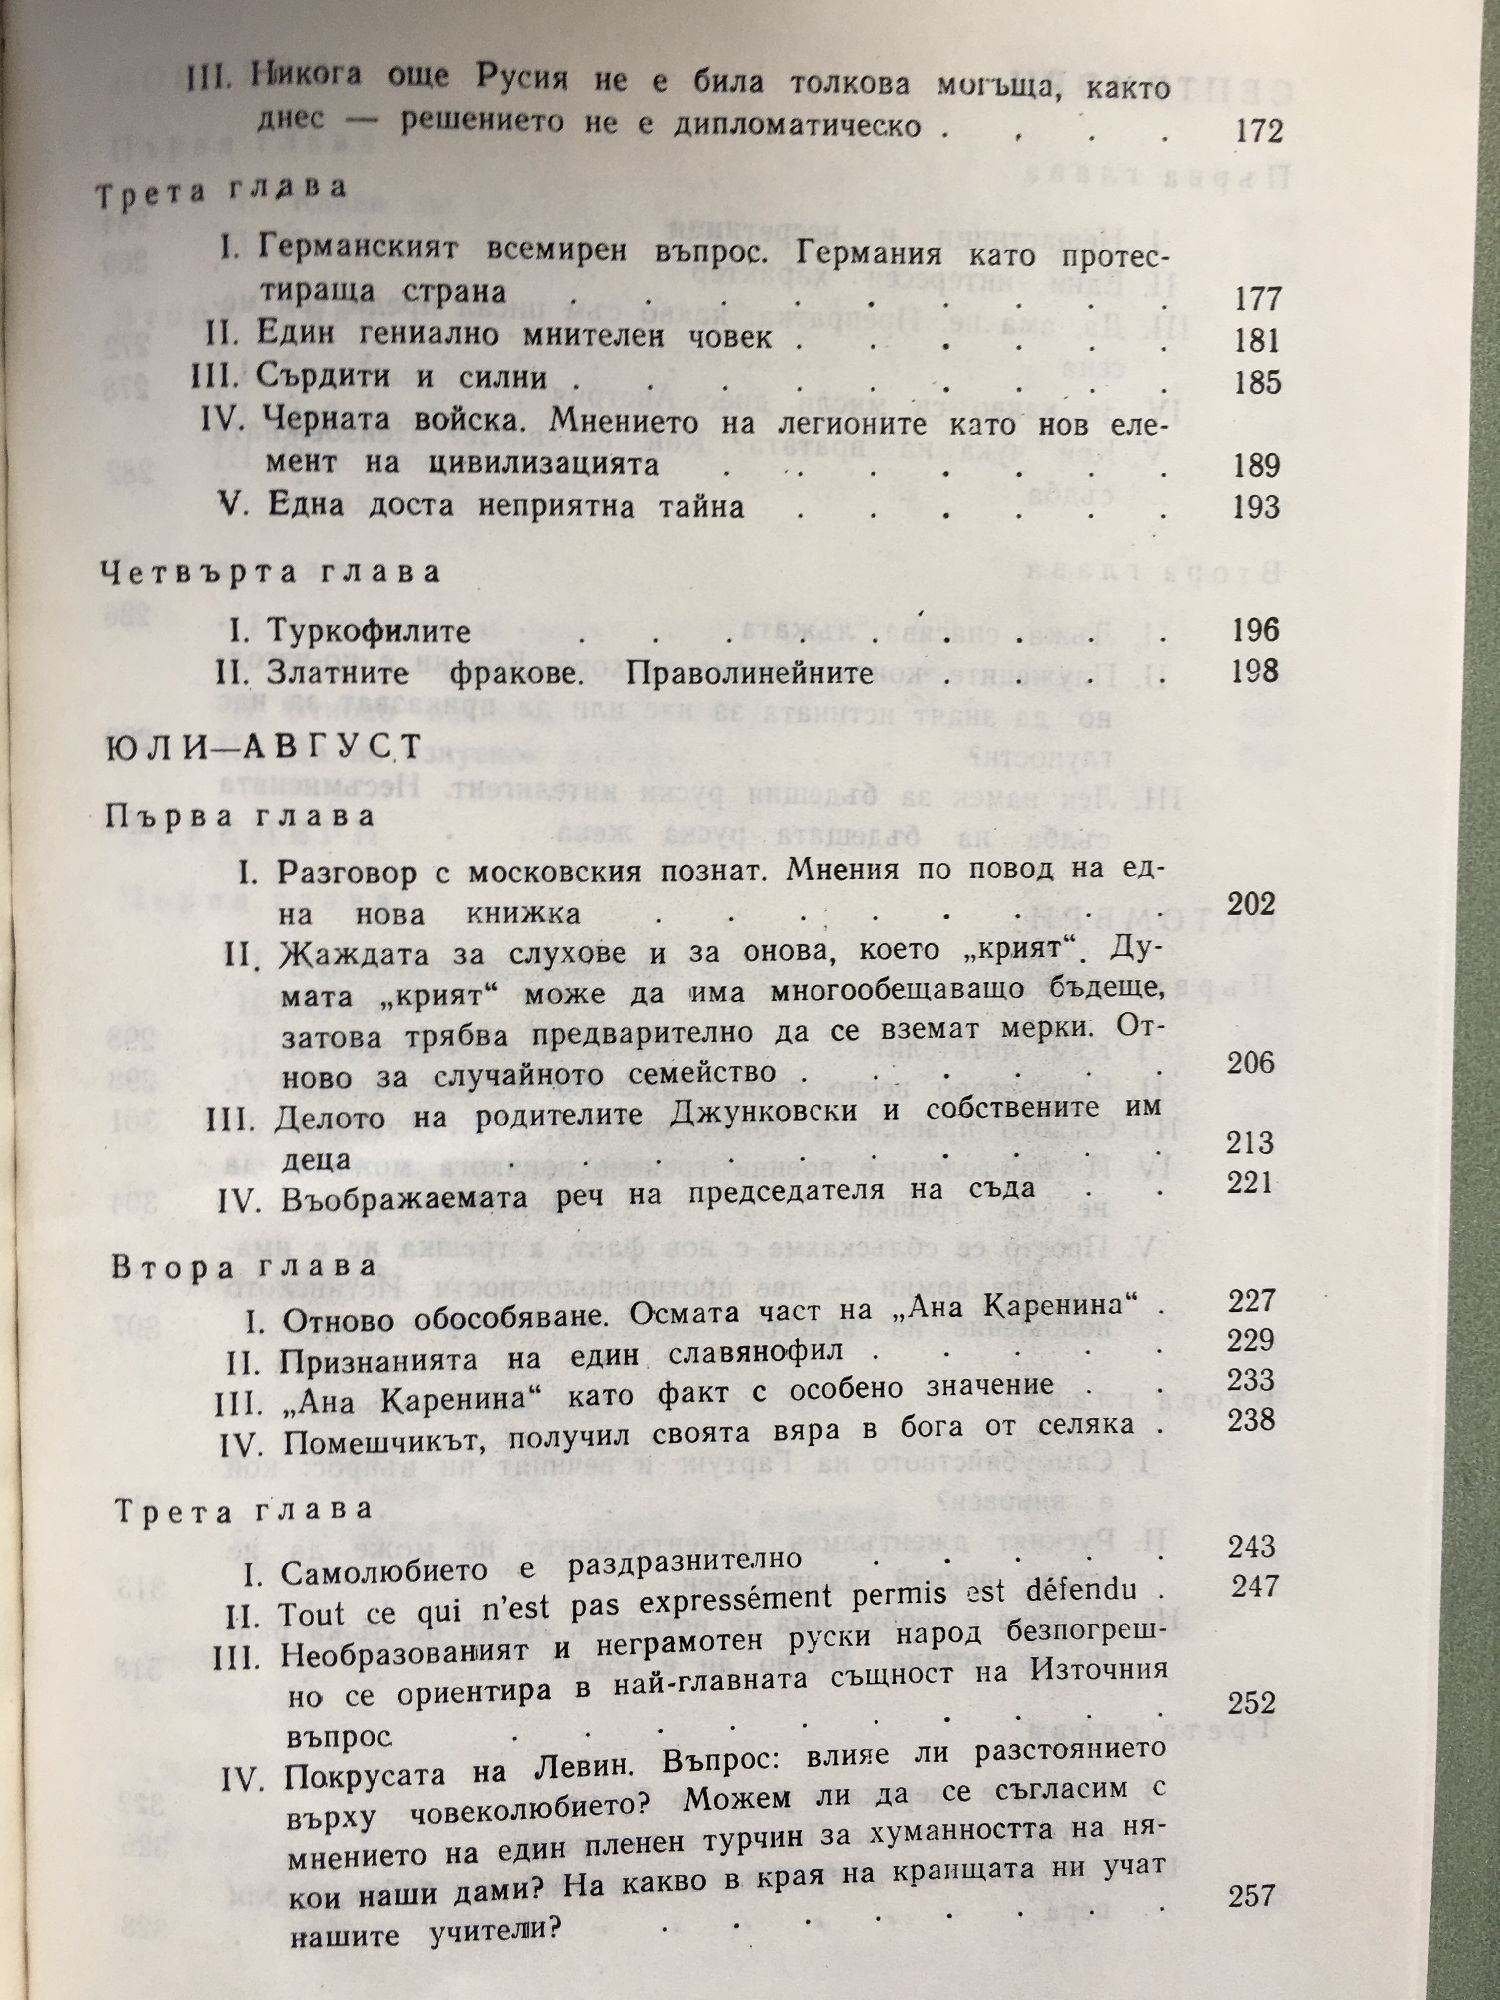 III. Никога още Русия не е била толкова могъща, както
днес — решението не е дипломатическо . . . . 172
Трета глава
I. Германският всемирен въпрос. Германия като протес-
тираща страна . . . . . . . . . 177
II. Един гениално мнителен човек . . . . . . 181
III. Сърдити и силни . . . . . . . . . 185
IV. Черната войска. Мнението на легионите като нов еле-
мент на цивилизацията . . . . . . . 189
V. Една доста неприятна тайна . . . . . . 193
Четвърта глава
I. Туркофилите . . . . . . . . . 196
II. Златните фракове. Праволинейните . . . . 198
ЮЛИ—АВГУСТ
Първа глава
I. Разговор с московския познат. Мнения по повод на ед-
на нова книжка . . . . . . . . 202
II. Жаждата за слухове и за онова, което „крият“. Ду-
мата „крият“ може да има многообещаващо бъдеще,
затова трябва предварително да се вземат мерки. От-
ново за случайното семейство . . . . . . 206
III. Делото на родителите Джунковски и собствените им
деца . . . . . . . . . . 213
IV. Въображаемата реч на председателя на съда . . 221
Втора глава
I. Отново обособяване. Осмата част на „Ана Каренина“ . 227
II. Признанията на един славянофил . . . . . 229
III. „Ана Каренина“ като факт с особено значение . . 233
IV. Помешчикът, получил своята вяра в бога от селяка . 238
Трета глава
I. Самолюбието е раздразнително . . . . . 243
II. Tout ce qui n'est pas expressément permis est défendu . 247
III. Необразованият и неграмотен руски народ безпогреш-
но се ориентира в най-главната същност на Източния
въпрос . . . . . . . . . . 252
IV. Покрусата на Левин. Въпрос: влияе ли разстоянието
върху човеколюбието? Можем ли да се съгласим с
мнението на един пленен турчин за хуманността на ня-
кои наши дами? На какво в края на краищата ни учат
нашите учители? . . . . . . . . 257